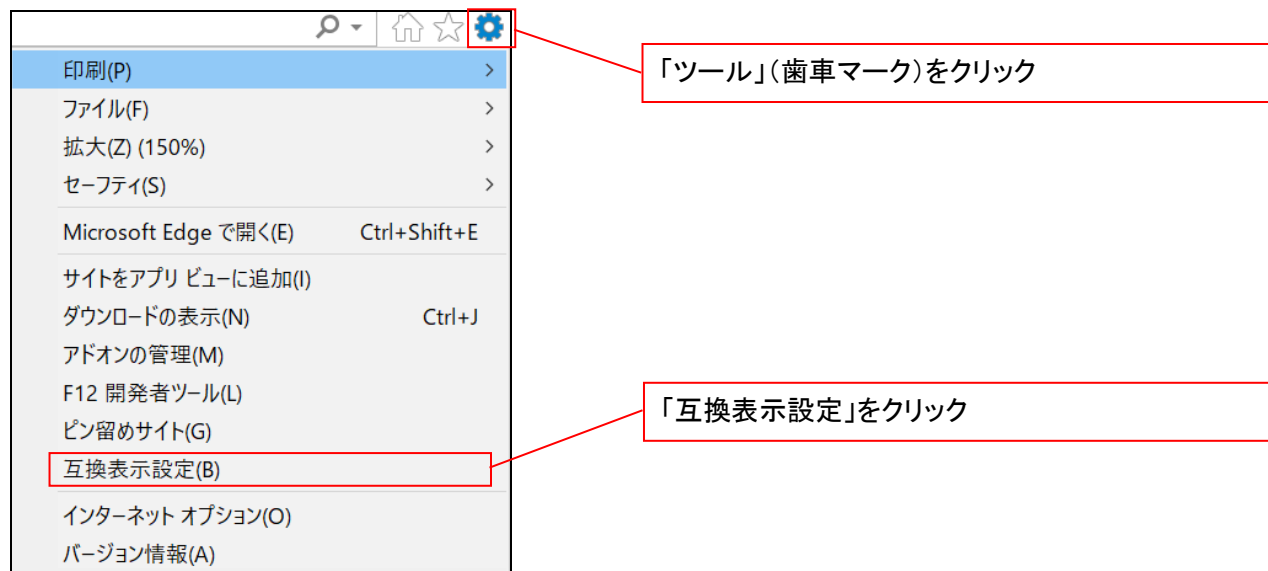 「ツール」(歯車マーク)をクリック
印刷(P)
ファイル(F)
拡大(Z) (150%)
セーフティ(S)
Microsoft Edge で開く(E) Ctrl+Shift+E
サイトをアプリ ビューに追加(I)
ダウンロードの表示(N) Ctrl+J
アドオンの管理(M)
F12 開発者ツール(L)
「互換表示設定」をクリック
ピン留めサイト(G)
互換表示設定(B)
インターネット オプション(O)
バージョン情報(A)